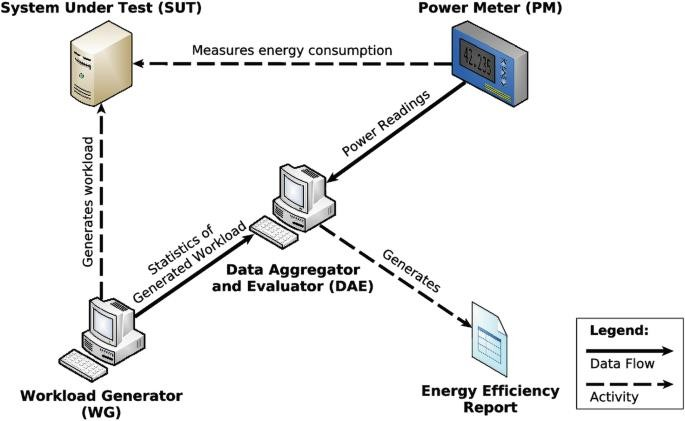 System Under Test (SUT)
Power Meter (PM)
Measures energy consumption
42.235
Power Readings
Generates workload
Statistics of
Generated Workload
Data Aggregator
and Evaluator (DAE)
Generates
Workload Generator
(WG)
Energy Efficiency
Report
Legend:
Data Flow
Activity